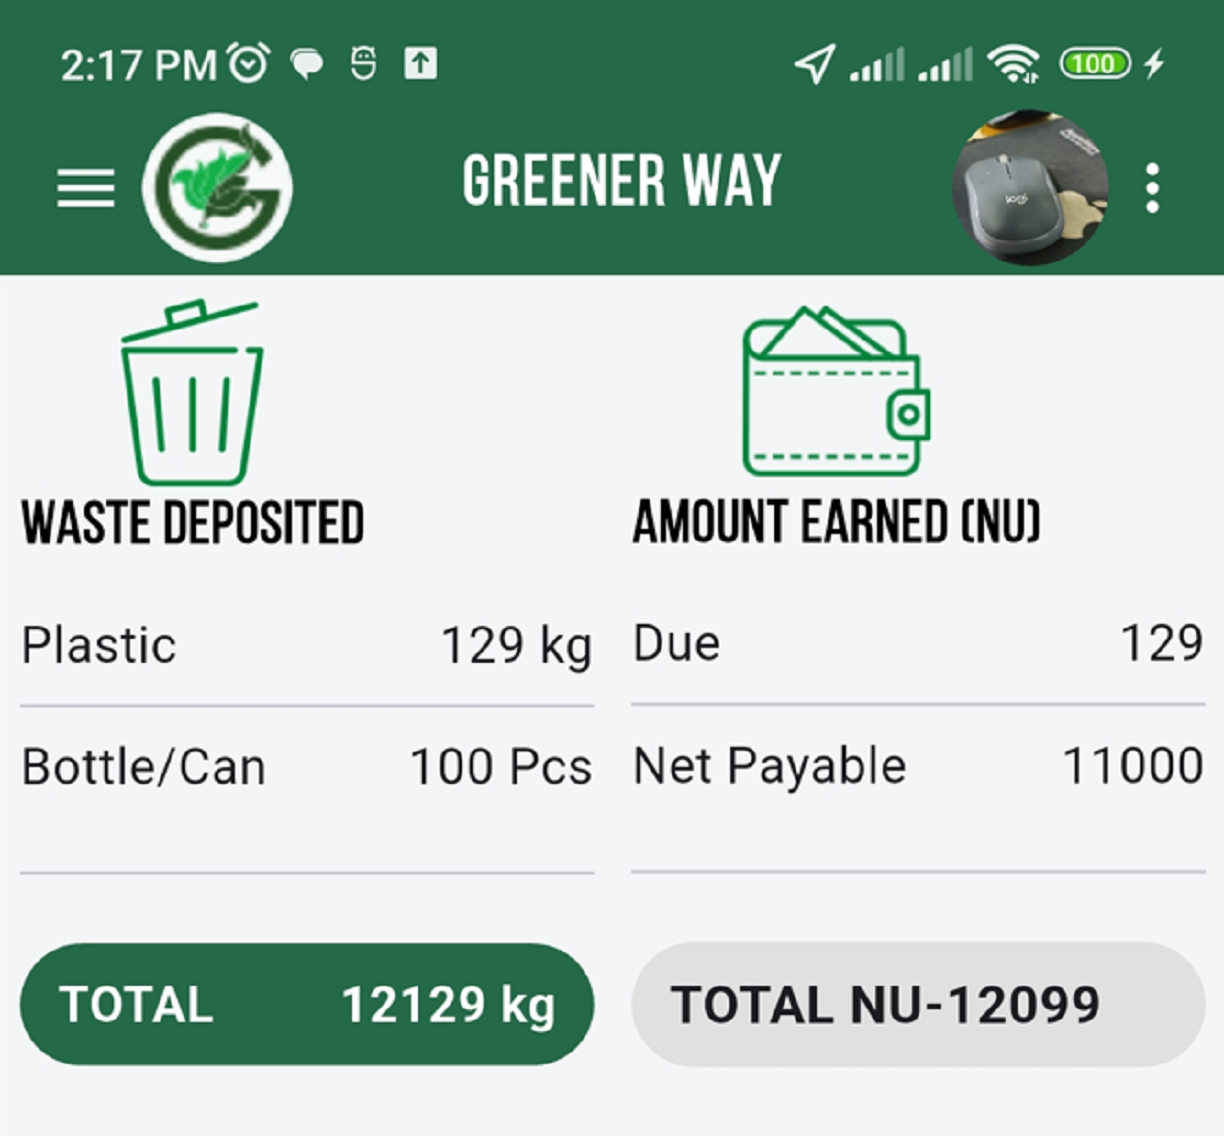 2:17 PM
100
GREENER WAY
WASTE DEPOSITED
Plastic 129 kg
Bottle/Can 100 Pcs
TOTAL 12129 kg
AMOUNT EARNED (NU)
Due 129
Net Payable 11000
TOTAL NU-12099